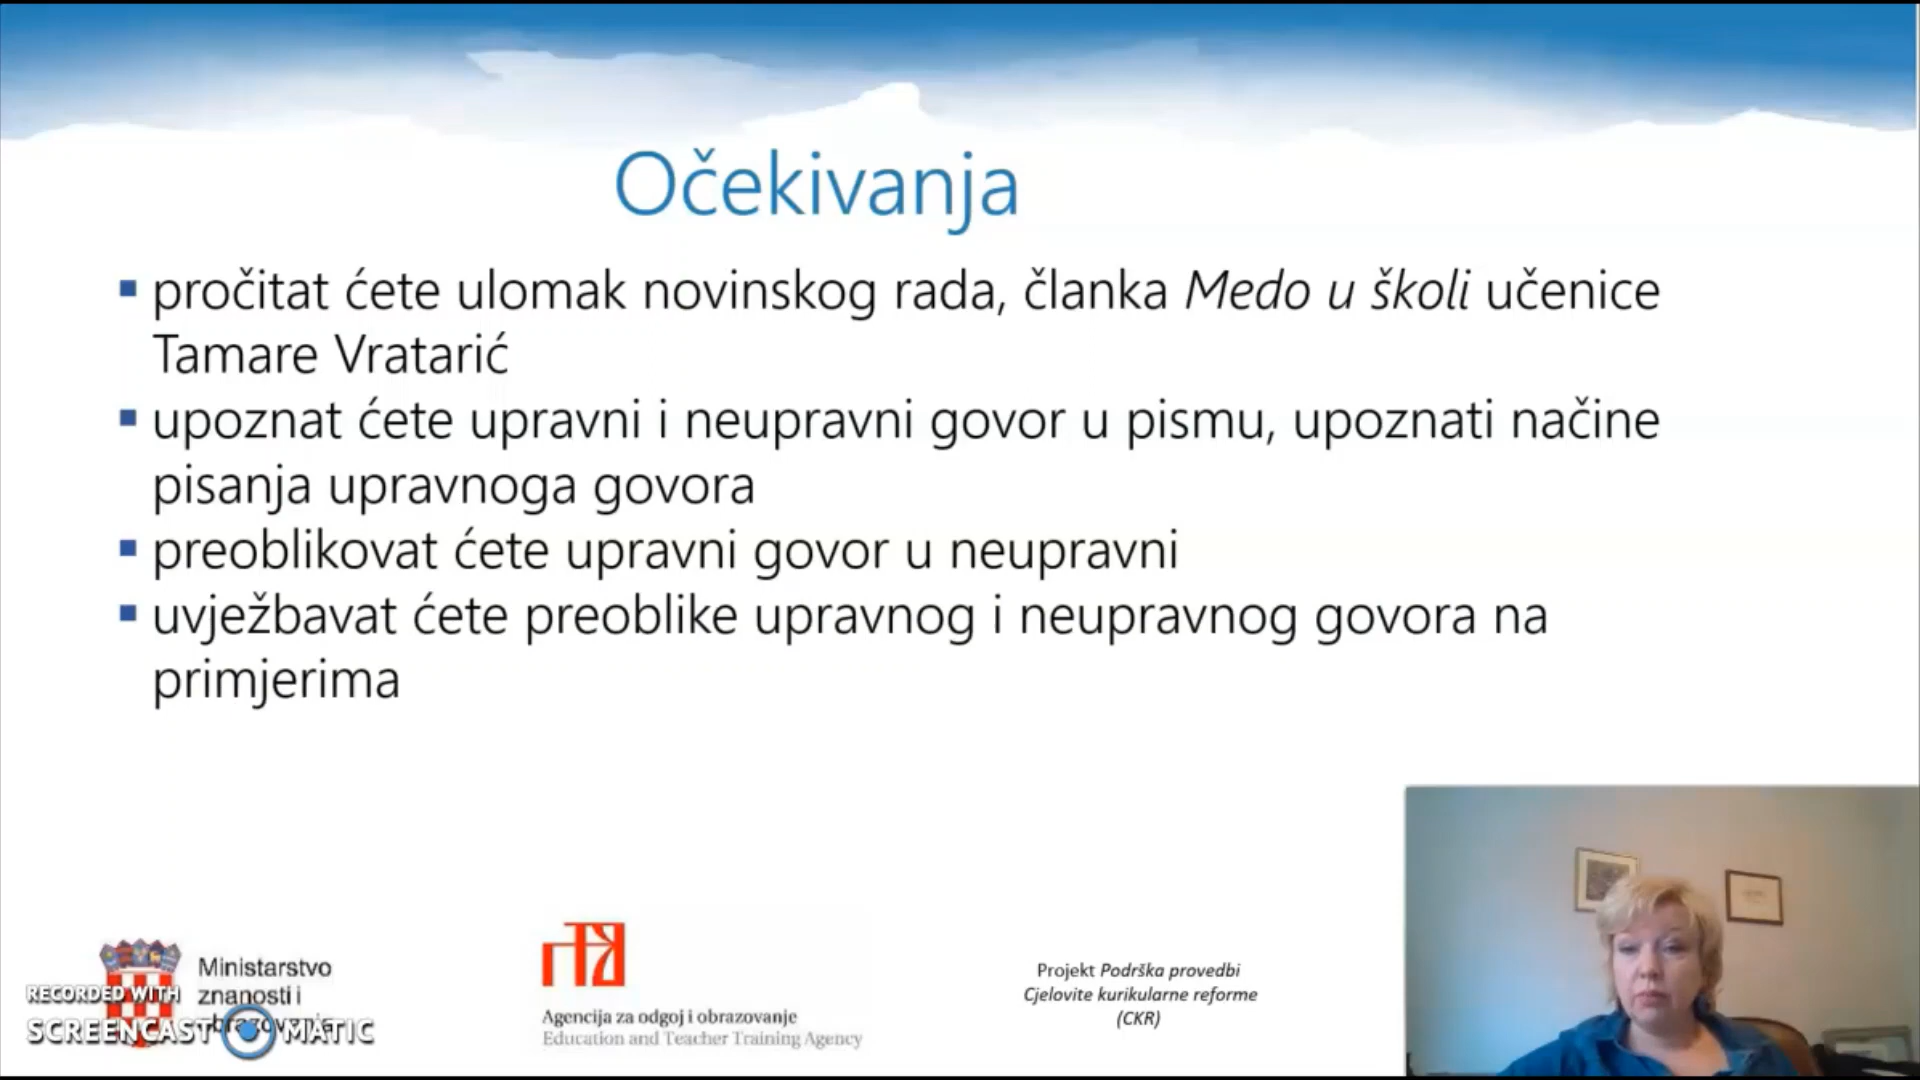 Očekivanja
pročitat ćete ulomak novinskog rada, članka Medo u školi učenice
Tamare Vratarić
upoznat ćete upravni i neupravni govor u pismu, upoznati načine
pisanja upravnoga govora
preoblikovat ćete upravni govor u neupravni
uvježbavat ćete preoblike upravnog i neupravnog govora na
primjerima
Ministarstvo
znanosti i
obrazovanja
RECORDED WITH
SCREENCAST MATIC
Agencija za odgoj i obrazovanje
Education and Teacher Training Agency
Projekt Podrška provedbi
Cjelovite kurikularne reforme
(CKR)